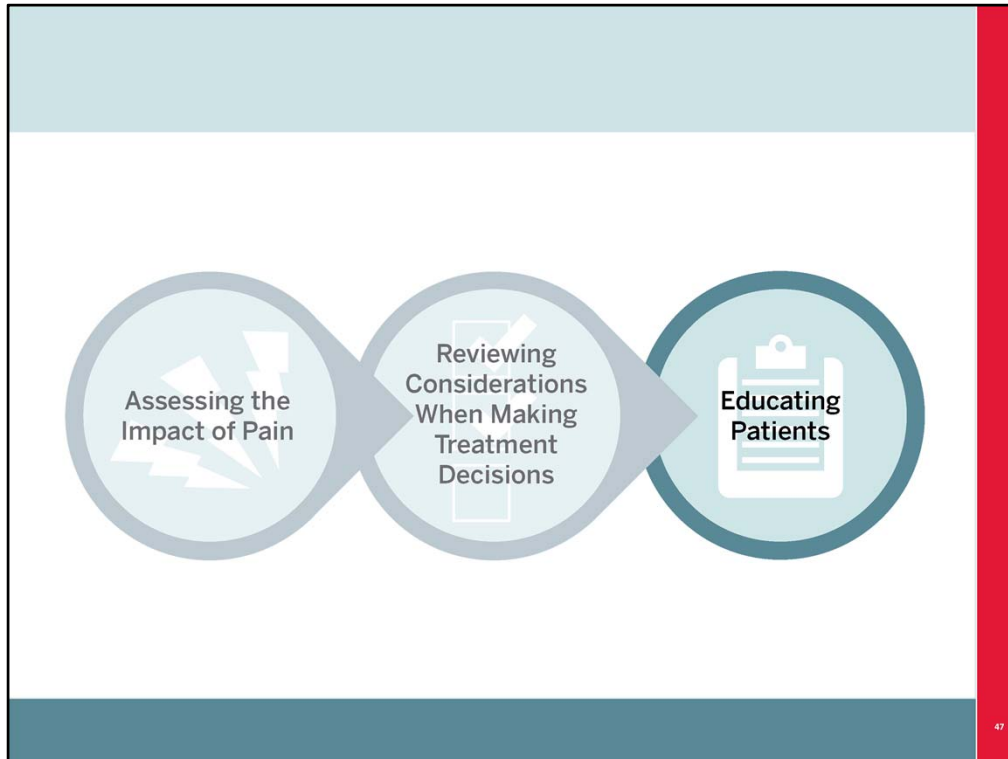 Assessing the
Impact of Pain
Reviewing
Considerations
When Making
Treatment
Decisions
Educating
Patients
47